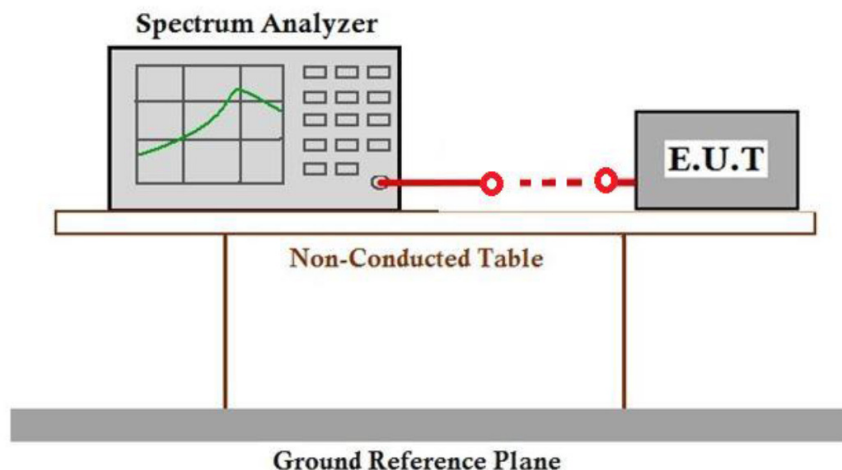 Spectrum Analyzer
E.U.T
Non-Conducted Table
Ground Reference Plane